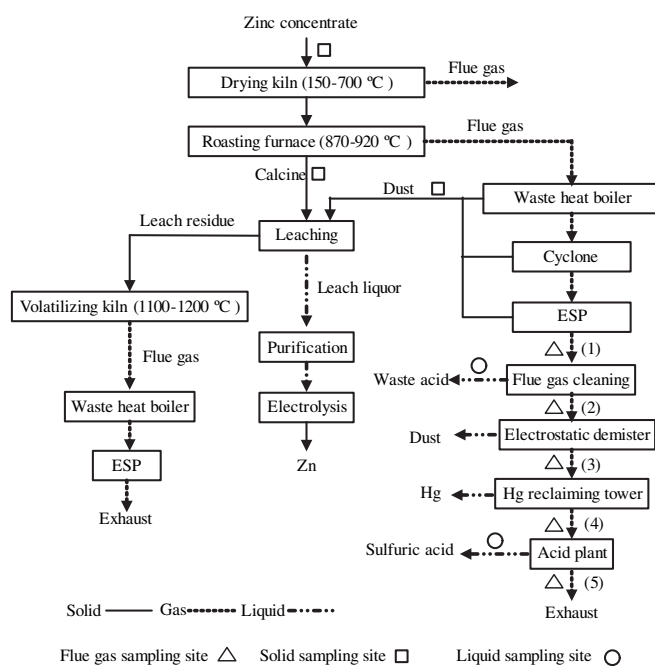 Zinc concentrate
Drying kiln (150-700 ℃ )
Flue gas
Roasting furnace (870-920 ℃ )
Flue gas
Calcine
Dust
Waste heat boiler
Leach residue
Leaching
Cyclone
Leach liquor
Volatilizing kiln (1100-1200 ℃ )
ESP
Flue gas
Purification
(1)
Waste acid
Flue gas cleaning
Waste heat boiler
Electrolysis
(2)
Dust
Electrostatic demister
ESP
Zn
(3)
Hg
Hg reclaiming tower
Exhaust
(4)
Sulfuric acid
Acid plant
(5)
Solid Gas Liquid
Exhaust
Flue gas sampling site Solid sampling site Liquid sampling site